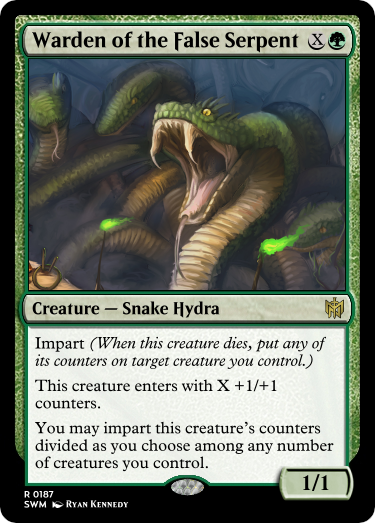 Warden of the False Serpent X
Creature — Snake Hydra
Impart (When this creature dies, put any of
its counters on target creature you control.)
This creature enters with X +1/+1
counters.
You may impart this creature's counters
divided as you choose among any number
of creatures you control.
1/1
R 0187
SWM Ryan Kennedy